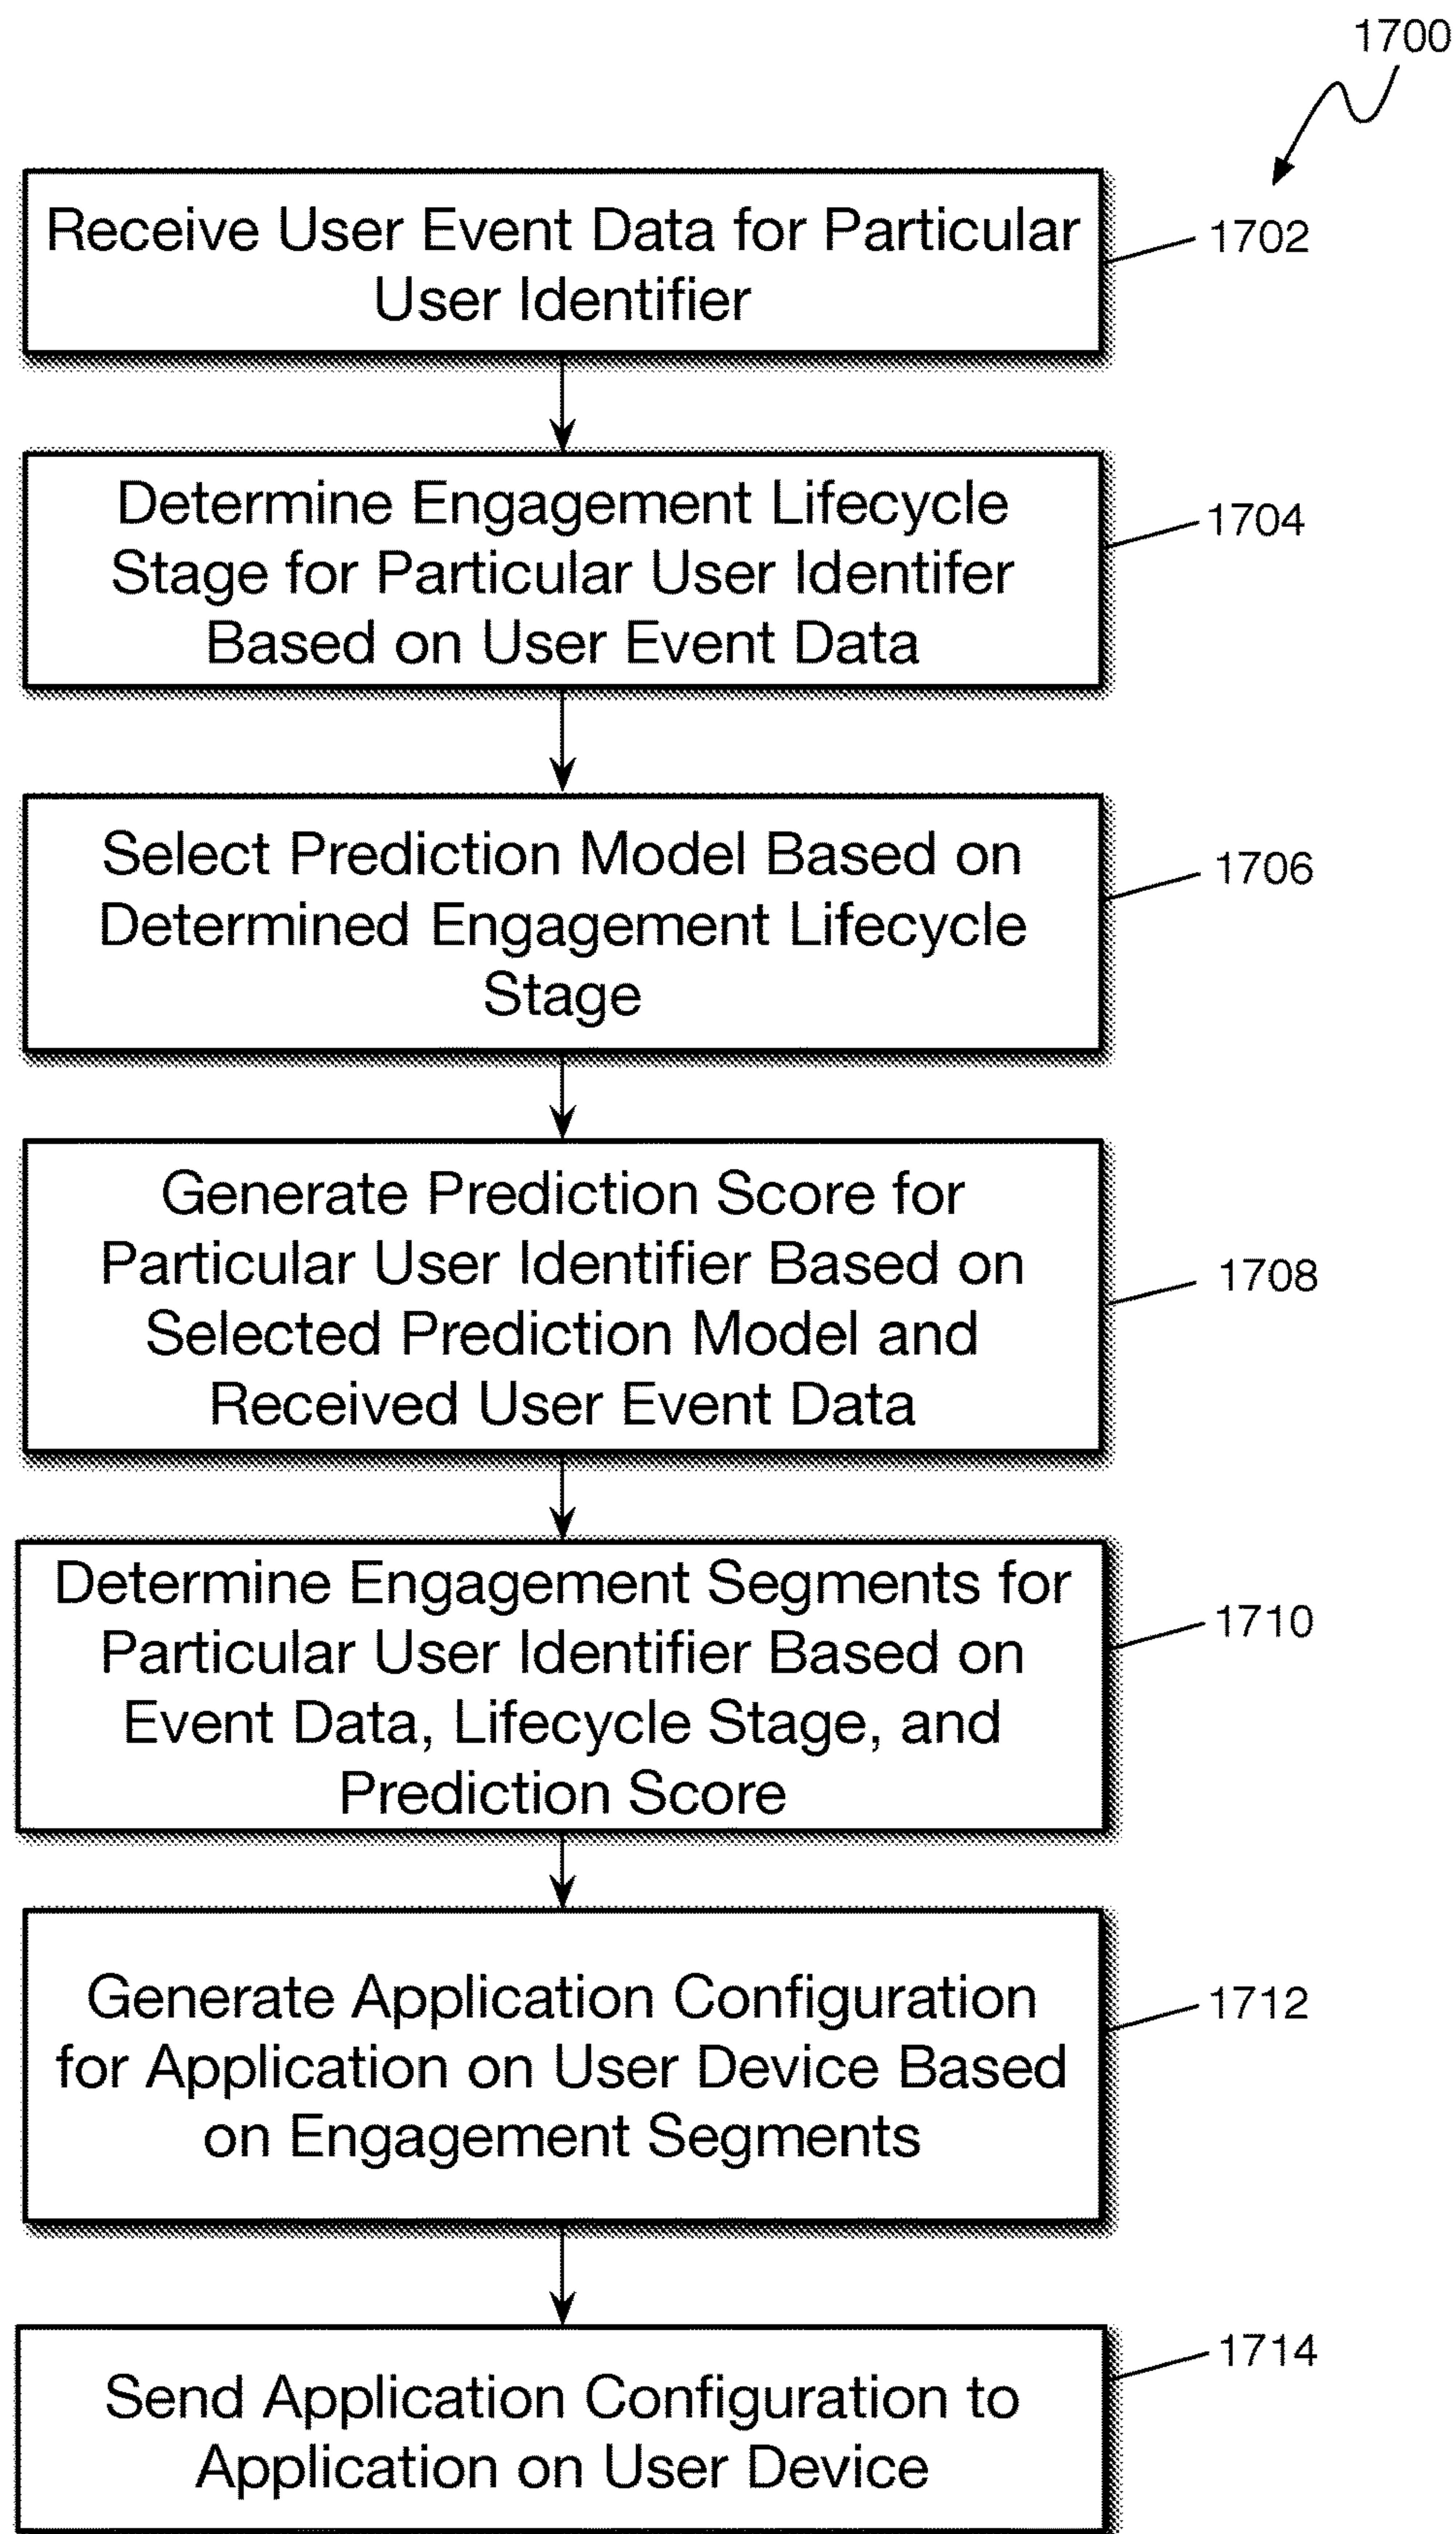 1700
Receive User Event Data for Particular
User Identifier
1702
Determine Engagement Lifecycle
Stage for Particular User Identifer
Based on User Event Data
1704
Select Prediction Model Based on
Determined Engagement Lifecycle
Stage
1706
Generate Prediction Score for
Particular User Identifier Based on
Selected Prediction Model and
Received User Event Data
1708
Determine Engagement Segments for
Particular User Identifier Based on
Event Data, Lifecycle Stage, and
Prediction Score
1710
Generate Application Configuration
for Application on User Device Based
on Engagement Segments
1712
Send Application Configuration to
Application on User Device
1714